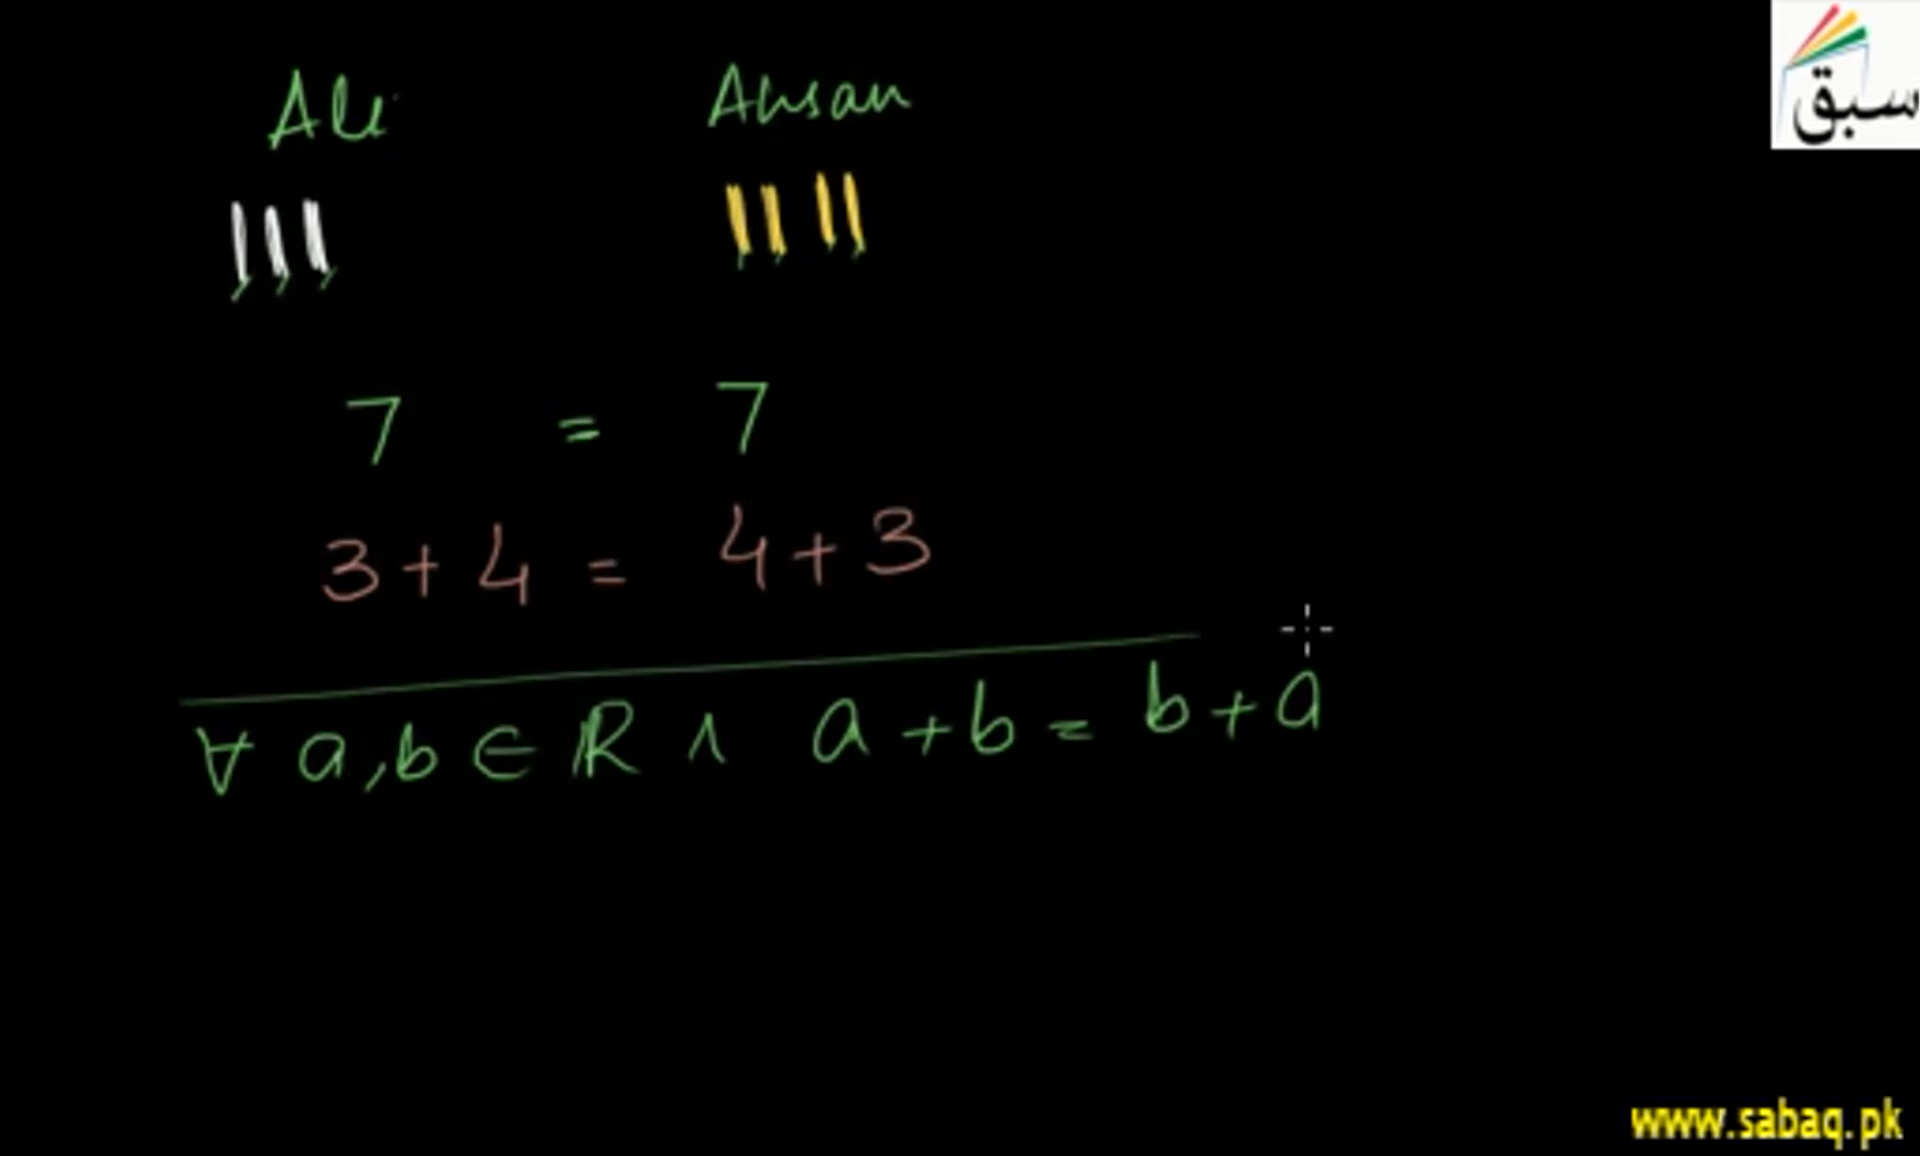 Ali Ahsan
سبق
7 = 7
3 + 4 = 4 + 3
∀ a, b ∈ R ∧ a + b = b + a
www.sabaq.pk